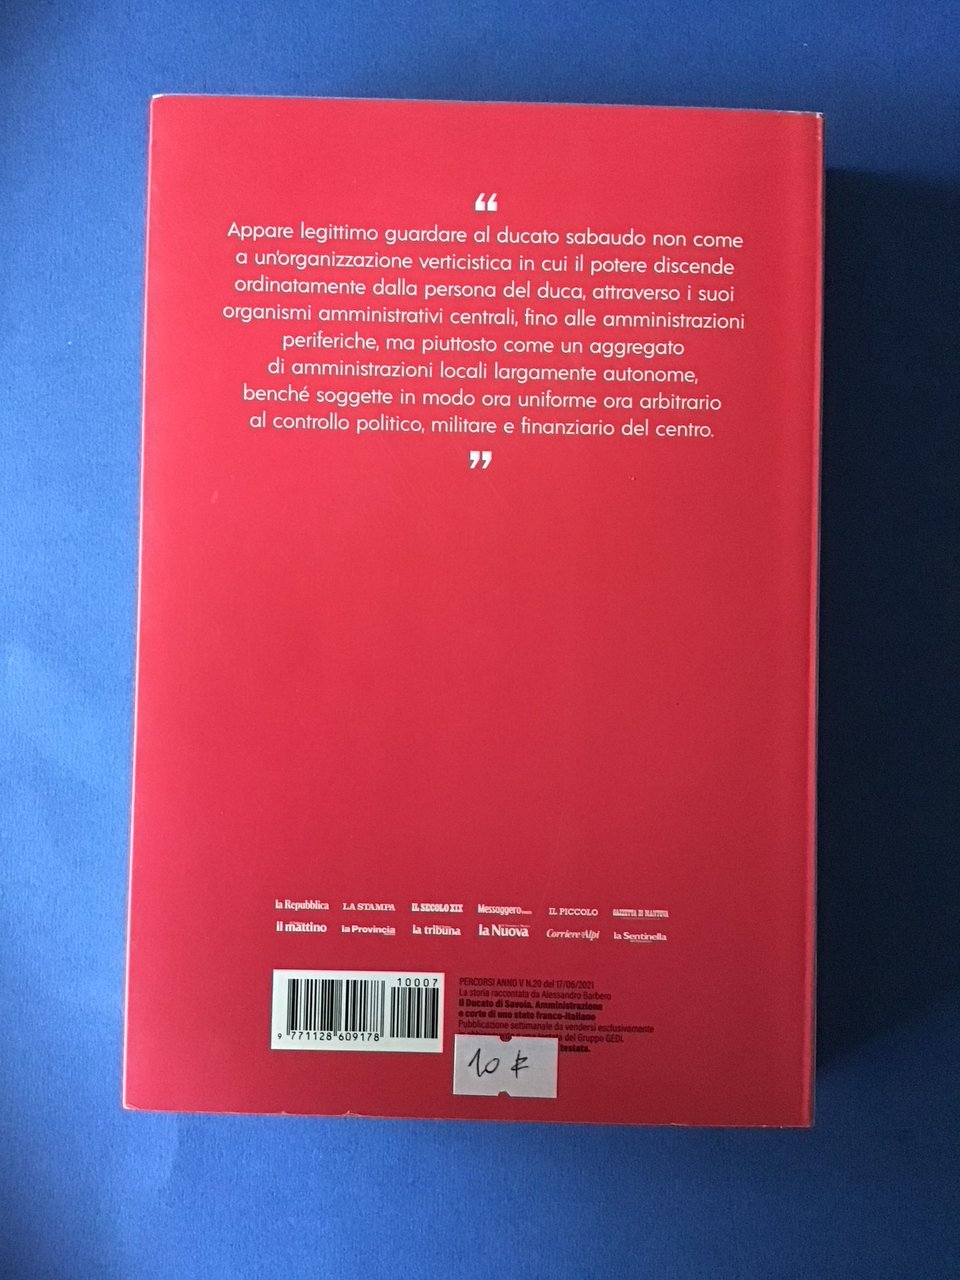 “
Appare legittimo guardare al ducato sabaudo non come
a un'organizzazione verticistica in cui il potere discende
ordinatamente dalla persona del duca, attraverso i suoi
organismi amministrativi centrali, fino alle amministrazioni
periferiche, ma piuttosto come un aggregato
di amministrazioni locali largamente autonome,
benché soggette in modo ora uniforme ora arbitrario
al controllo politico, militare e finanziario del centro.
”
la Repubblica LA STAMPA IL SECOLO XIX Messaggero IL PICCOLO GAZZETTA DI MANTOVA
il mattino la Provincia la tribuna la Nuova Corriere Alpi la Sentinella
10007
9 771128 609178
PERCORSI ANNO V N.20 del 17/06/2021
La storia raccontata da Alessandro Barbero
Il Ducato di Savoia. Amministrazione
e corte di uno stato franco-italiano
Pubblicazione settimanale da vendersi esclusivamente
testata del Gruppo GEDI.
testata.
10 €